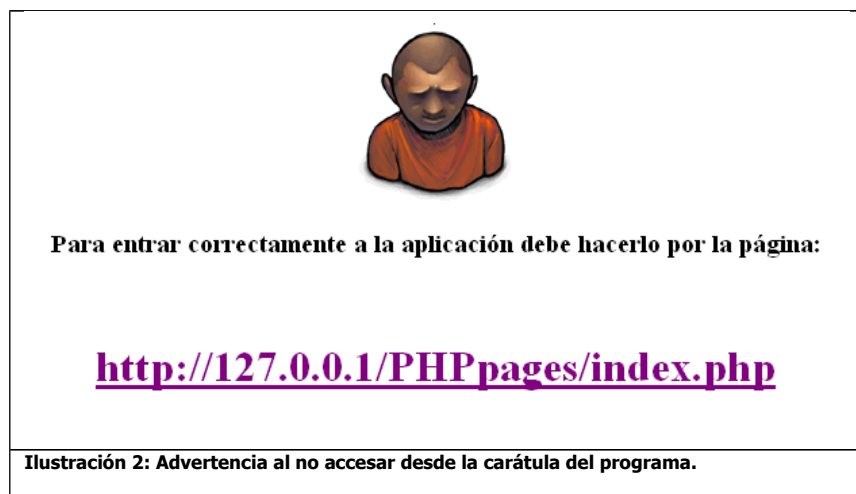 Para entrar correctamente a la aplicación debe hacerlo por la página:
http://127.0.0.1/PHPpages/index.php
Ilustración 2: Advertencia al no accesar desde la carátula del programa.